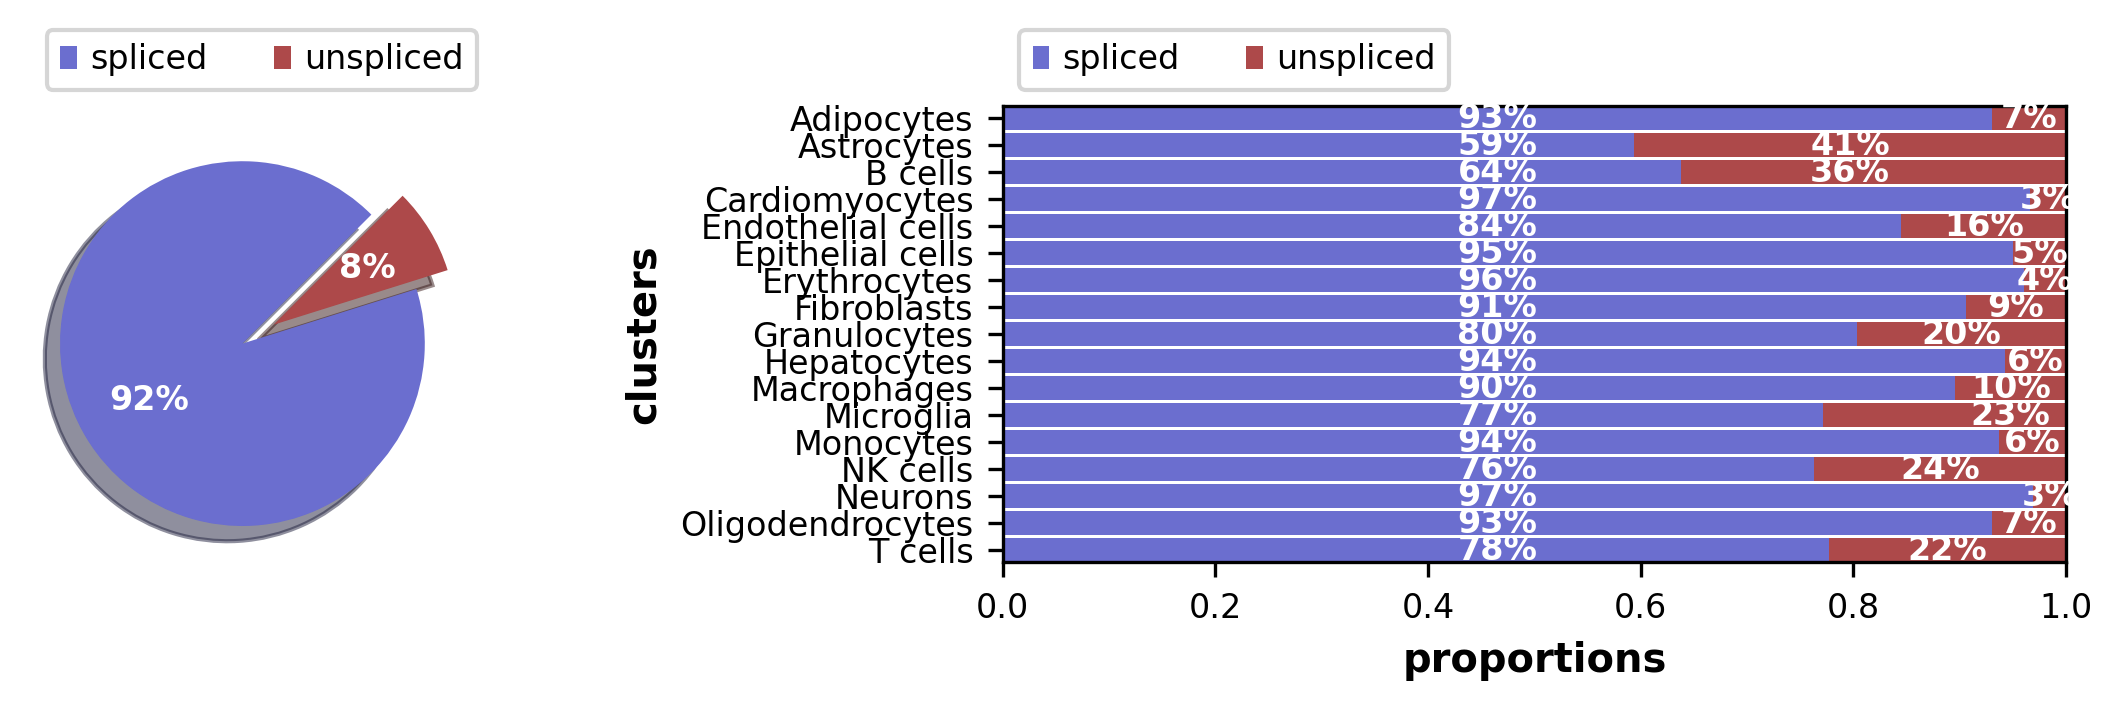 spliced unspliced
8%
92%
spliced unspliced
clusters
Adipocytes 93% 7%
Astrocytes 59% 41%
B cells 64% 36%
Cardiomyocytes 97% 3%
Endothelial cells 84% 16%
Epithelial cells 95% 5%
Erythrocytes 96% 4%
Fibroblasts 91% 9%
Granulocytes 80% 20%
Hepatocytes 94% 6%
Macrophages 90% 10%
Microglia 77% 23%
Monocytes 94% 6%
NK cells 76% 24%
Neurons 97% 3%
Oligodendrocytes 93% 7%
T cells 78% 22%
0.0 0.2 0.4 0.6 0.8 1.0
proportions